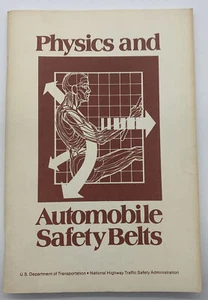 Physics and
Automobile
Safety Belts
U.S. Department of Transportation • National Highway Traffic Safety Administration